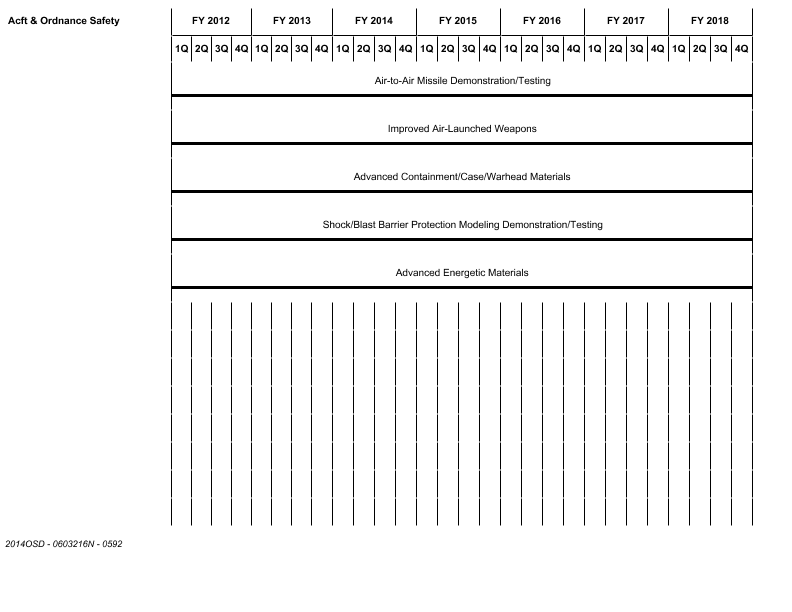 Acft & Ordnance Safety FY 2012 FY 2013 FY 2014 FY 2015 FY 2016 FY 2017 FY 2018
1Q 2Q 3Q 4Q 1Q 2Q 3Q 4Q 1Q 2Q 3Q 4Q 1Q 2Q 3Q 4Q 1Q 2Q 3Q 4Q 1Q 2Q 3Q 4Q 1Q 2Q 3Q 4Q
Air-to-Air Missile Demonstration/Testing
Improved Air-Launched Weapons
Advanced Containment/Case/Warhead Materials
Shock/Blast Barrier Protection Modeling Demonstration/Testing
Advanced Energetic Materials
2014OSD - 0603216N - 0592